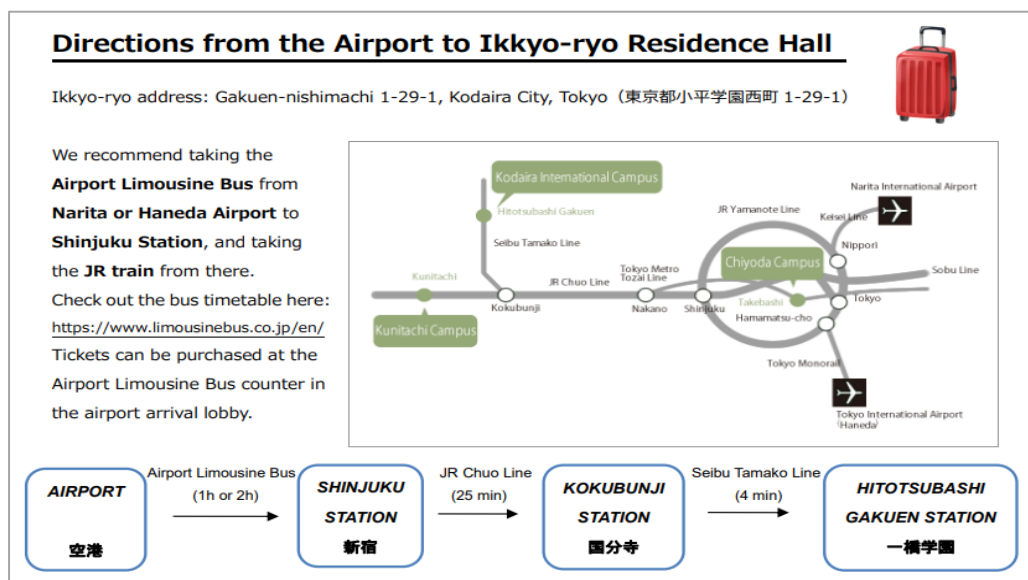 Directions from the Airport to Ikkyo-ryo Residence Hall
Ikkyo-ryo address: Gakuen-nishimachi 1-29-1, Kodaira City, Tokyo（東京都小平学園西町 1-29-1）
We recommend taking the
Airport Limousine Bus from
Narita or Haneda Airport to
Shinjuku Station, and taking
the JR train from there.
Check out the bus timetable here:
https://www.limousinebus.co.jp/en/
Tickets can be purchased at the
Airport Limousine Bus counter in
the airport arrival lobby.
Kodaira International Campus
Narita International Airport
Hitotsubashi Gakuen
JR Yamanote Line
Keisei Line
Seibu Tamako Line
Nippori
Chiyoda Campus
Kunitachi
JR Chuo Line
Tokyo Metro
Tozai Line
Sobu Line
Kokubunji
Nakano
Shinjuku
Takebashi
Tokyo
Hamamatsu-cho
Kunitachi Campus
Tokyo Monorail
Tokyo International Airport
(Haneda)
AIRPORT
空港
Airport Limousine Bus
(1h or 2h)
SHINJUKU
STATION
新宿
JR Chuo Line
(25 min)
KOKUBUNJI
STATION
国分寺
Seibu Tamako Line
(4 min)
HITOTSUBASHI
GAKUEN STATION
一橋学園